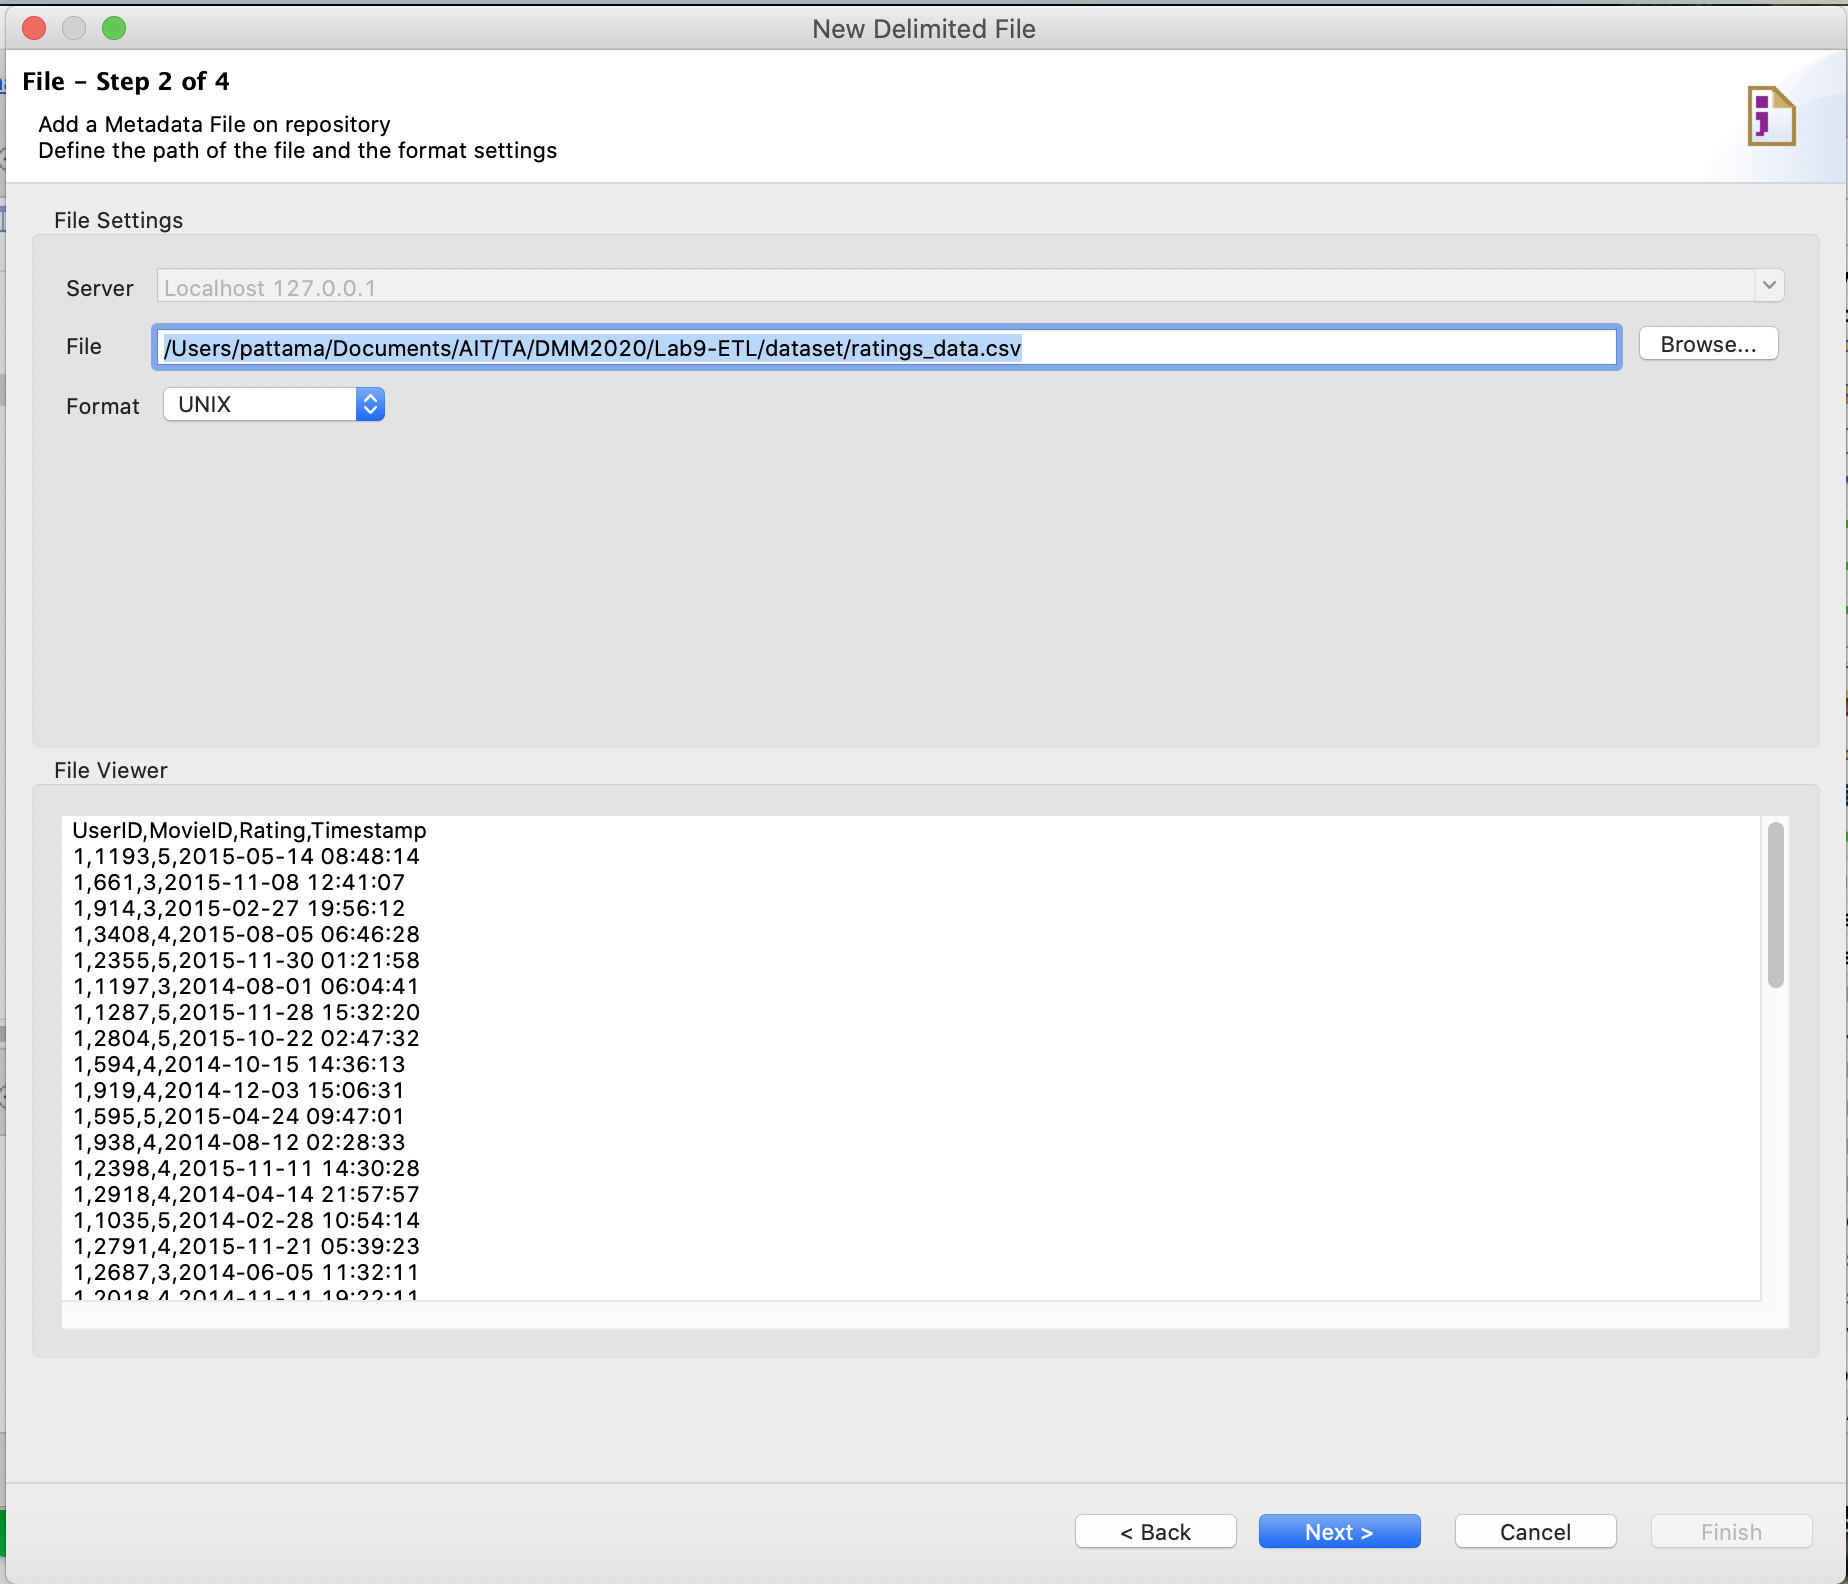 New Delimited File
File – Step 2 of 4
Add a Metadata File on repository
Define the path of the file and the format settings
File Settings
Server Localhost 127.0.0.1
File /Users/pattama/Documents/AIT/TA/DMM2020/Lab9-ETL/dataset/ratings_data.csv Browse...
Format UNIX
File Viewer
UserID,MovieID,Rating,Timestamp
1,1193,5,2015-05-14 08:48:14
1,661,3,2015-11-08 12:41:07
1,914,3,2015-02-27 19:56:12
1,3408,4,2015-08-05 06:46:28
1,2355,5,2015-11-30 01:21:58
1,1197,3,2014-08-01 06:04:41
1,1287,5,2015-11-28 15:32:20
1,2804,5,2015-10-22 02:47:32
1,594,4,2014-10-15 14:36:13
1,919,4,2014-12-03 15:06:31
1,595,5,2015-04-24 09:47:01
1,938,4,2014-08-12 02:28:33
1,2398,4,2015-11-11 14:30:28
1,2918,4,2014-04-14 21:57:57
1,1035,5,2014-02-28 10:54:14
1,2791,4,2015-11-21 05:39:23
1,2687,3,2014-06-05 11:32:11
1,2018,4,2014-11-11 19:22:11
< Back Next > Cancel Finish